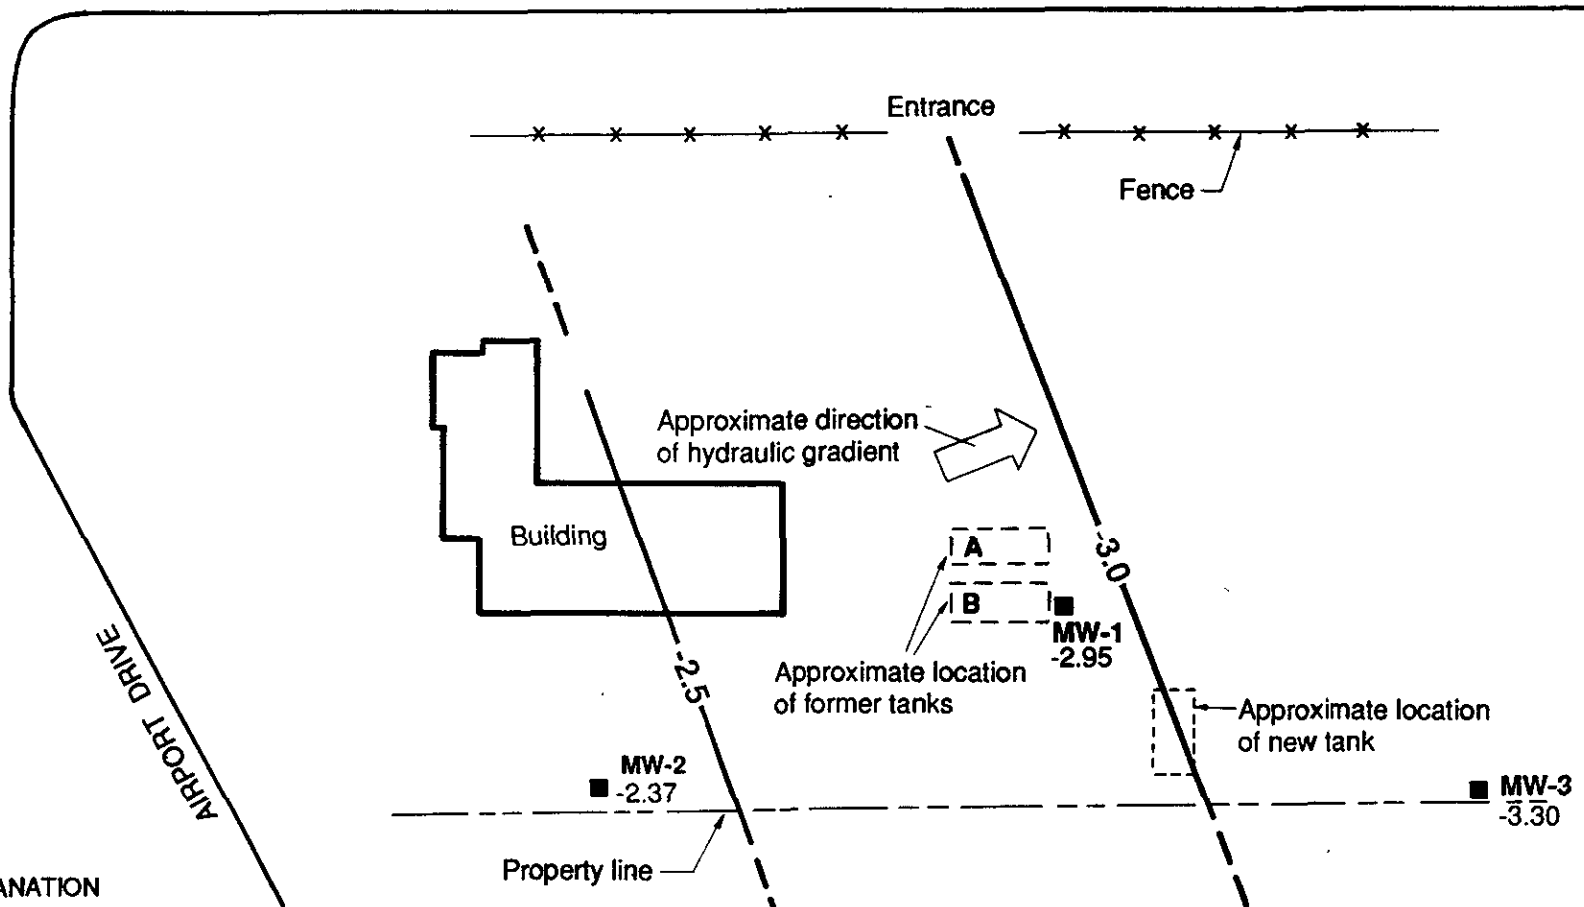 Entrance
Fence
Approximate direction
of hydraulic gradient
Building
A
B
-3.0
MW-1
-2.95
AIRPORT DRIVE
-2.5
Approximate location
of former tanks
Approximate location
of new tank
MW-2
-2.37
MW-3
-3.30
Property line
ANATION